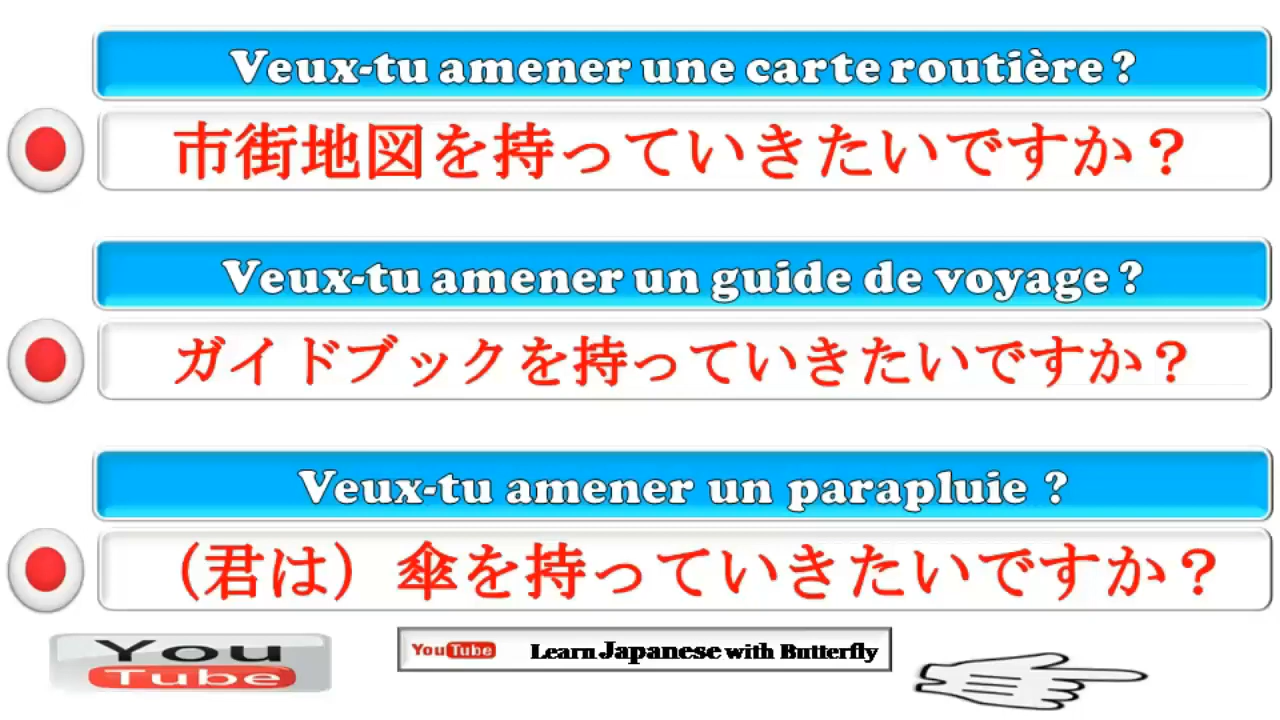 Veux-tu amener une carte routière ?
市街地図を持っていきたいですか？
Veux-tu amener un guide de voyage ?
ガイドブックを持っていきたいですか？
Veux-tu amener un parapluie ?
（君は）傘を持っていきたいですか？
You
Tube
YouTube Learn Japanese with Butterfly